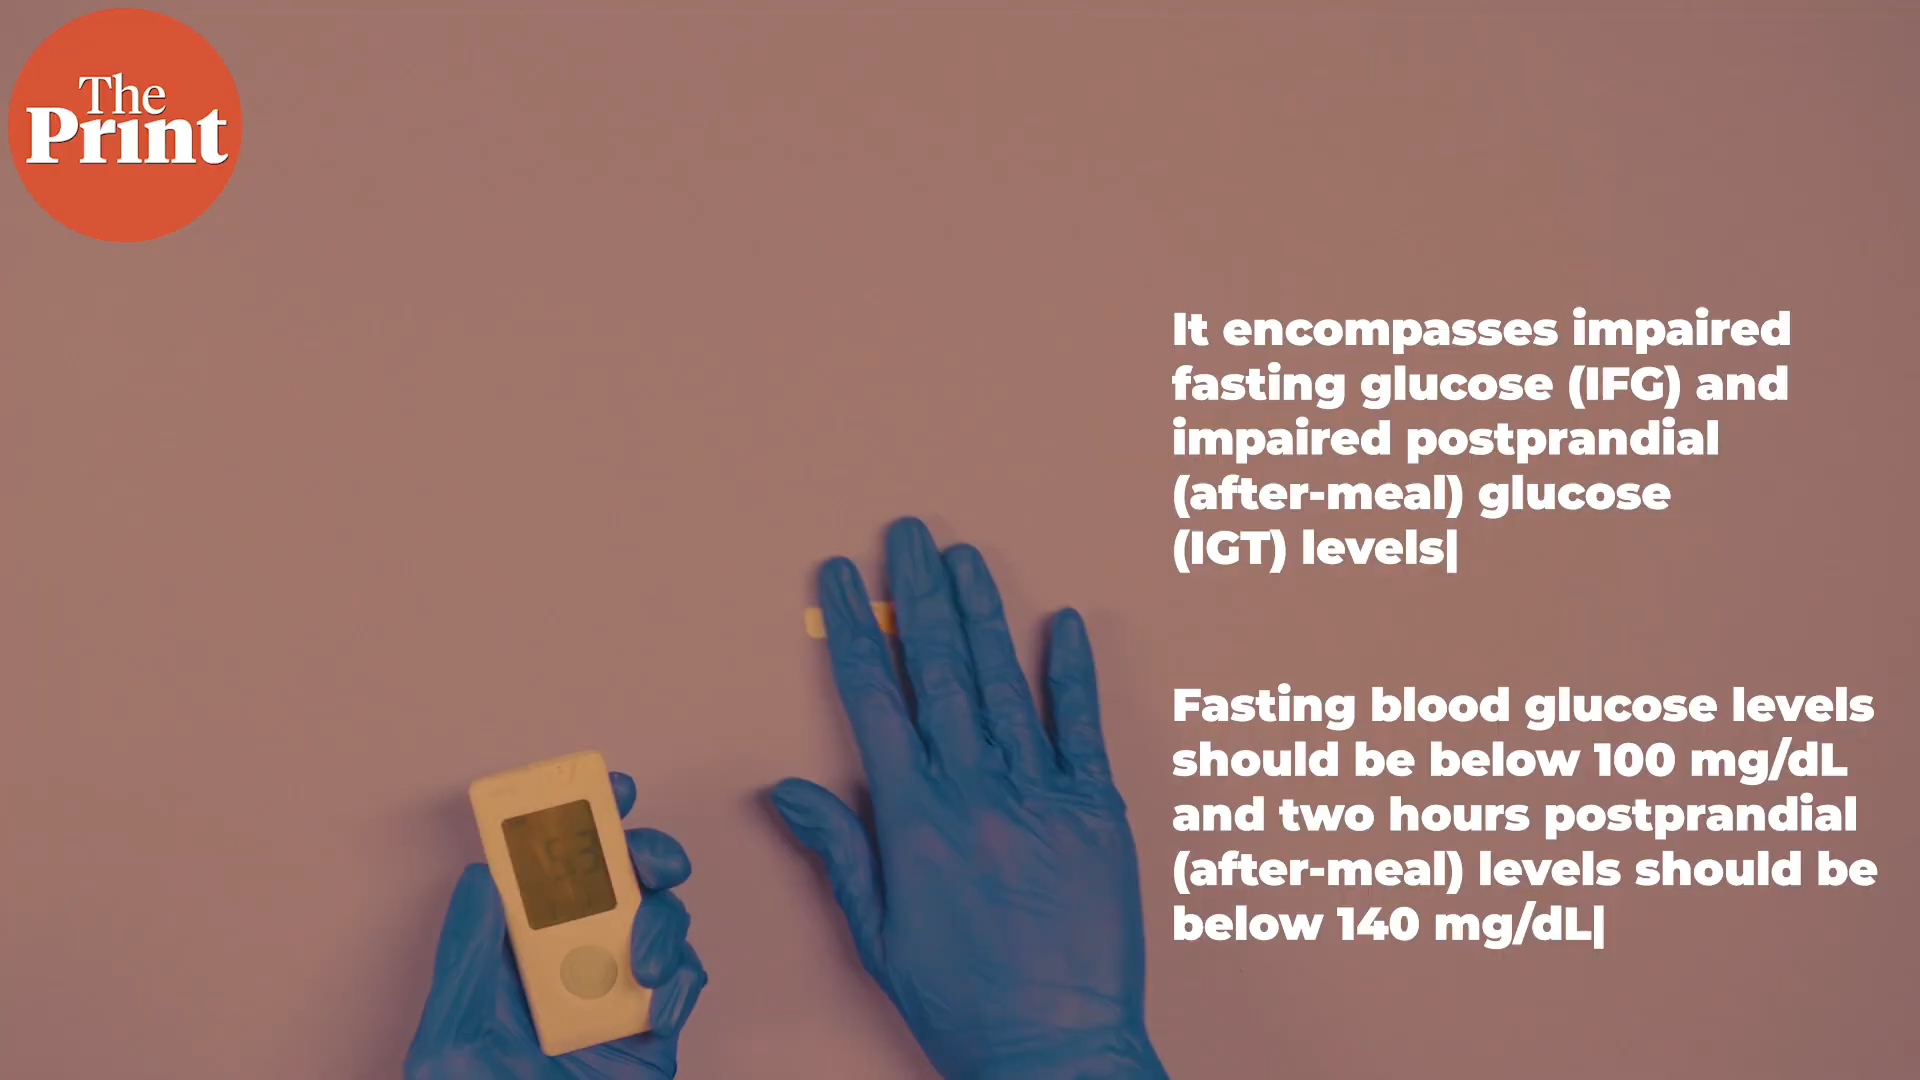 The
Print
It encompasses impaired
fasting glucose (IFG) and
impaired postprandial
(after-meal) glucose
(IGT) levels|
Fasting blood glucose levels
should be below 100 mg/dL
and two hours postprandial
(after-meal) levels should be
below 140 mg/dL|
5.3